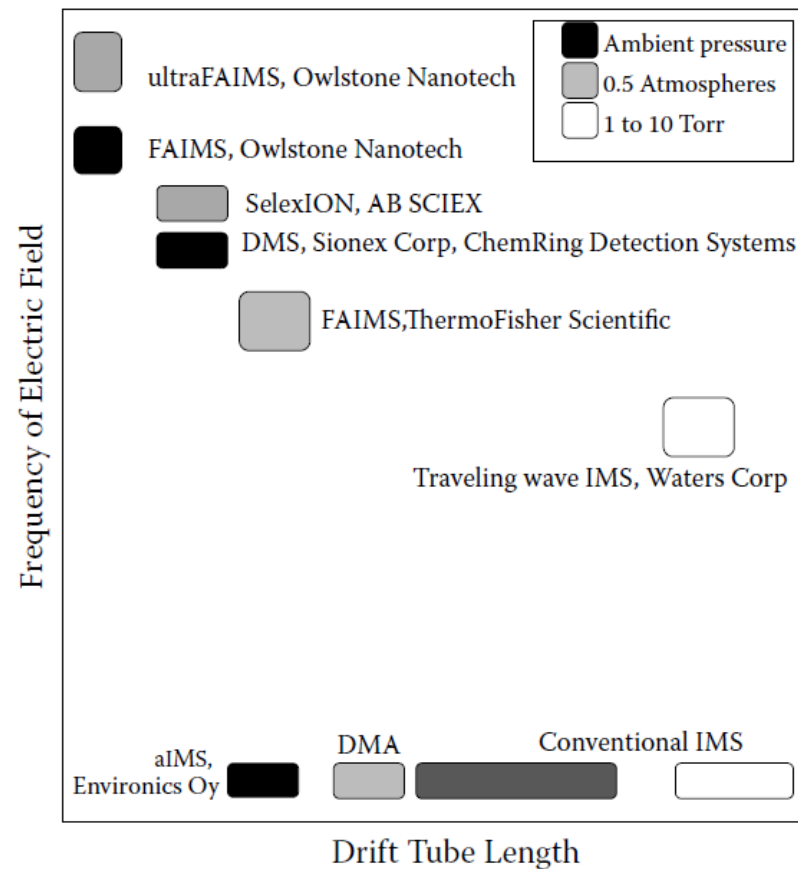 Ambient pressure
0.5 Atmospheres
1 to 10 Torr
ultraFAIMS, Owlstone Nanotech
FAIMS, Owlstone Nanotech
SelexION, AB SCIEX
DMS, Sionex Corp, ChemRing Detection Systems
FAIMS,ThermoFisher Scientific
Traveling wave IMS, Waters Corp
aIMS,
Environics Oy
DMA
Conventional IMS
Frequency of Electric Field
Drift Tube Length